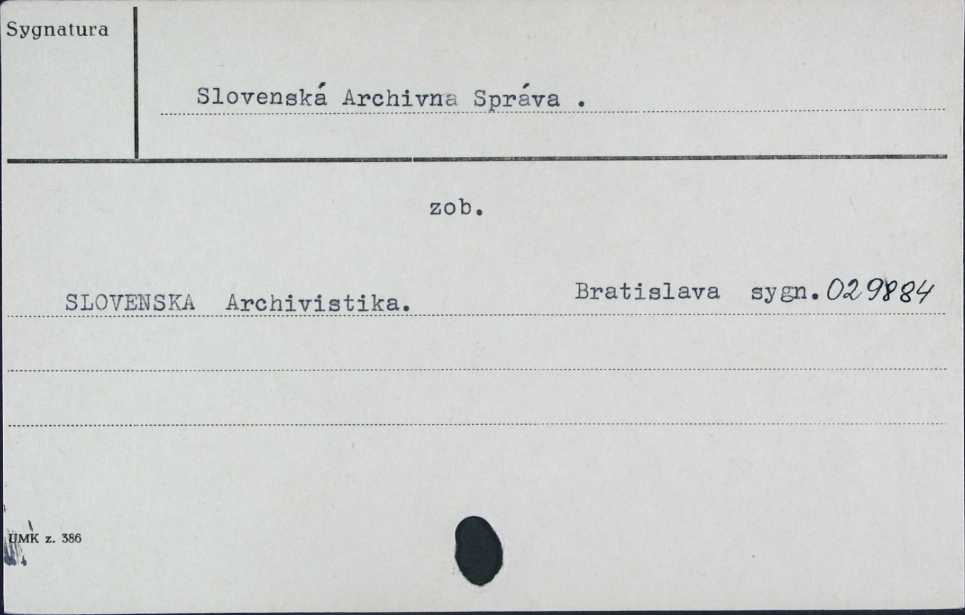 Sygnatura
Slovenská Archivna Správa .
zob.
SLOVENSKA Archivistika. Bratislava sygn. 029884
UMK z. 386